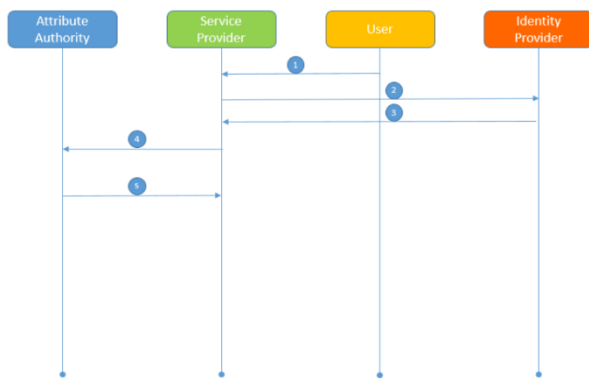 Attribute
Authority
Service
Provider
User
Identity
Provider
1
2
3
4
5